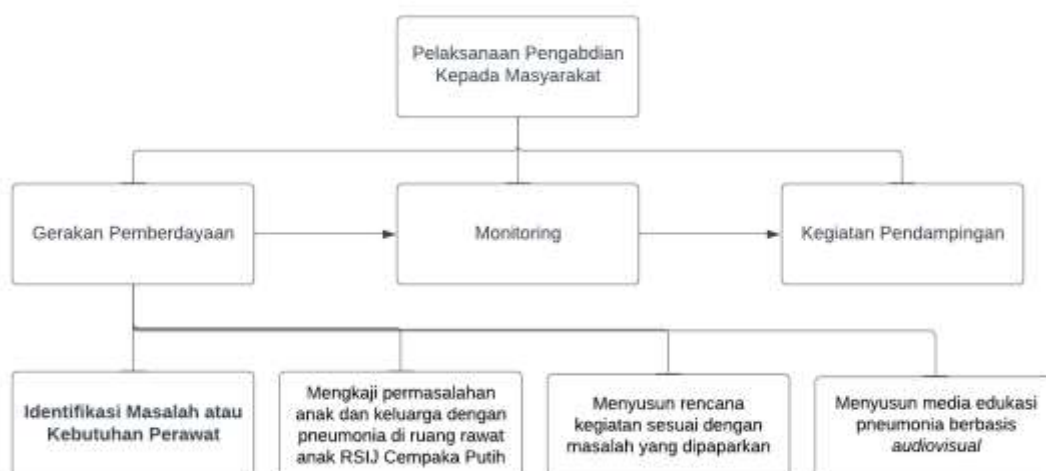 Pelaksanaan Pengabdian
Kepada Masyarakat
Gerakan Pemberdayaan
Monitoring
Kegiatan Pendampingan
Identifikasi Masalah atau
Kebutuhan Perawat
Mengkaji permasalahan
anak dan keluarga dengan
pneumonia di ruang rawat
anak RSIJ Cempaka Putih
Menyusun rencana
kegiatan sesuai dengan
masalah yang dipaparkan
Menyusun media edukasi
pneumonia berbasis
audiovisual